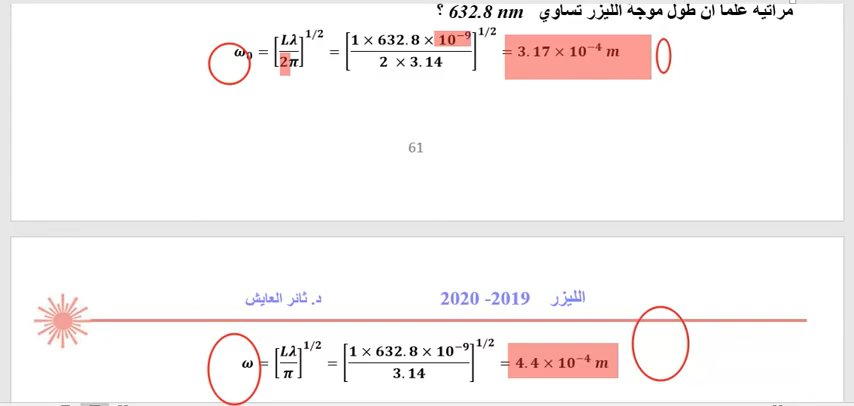 مراتيه علما ان طول موجة الليزر تساوي 632.8 nm ؟
ω₀ = [Lλ/2π]^1/2 = [1 × 632.8 × 10⁻⁹ / 2 × 3.14]^1/2 = 3.17 × 10⁻⁴ m
61
الليزر 2019- 2020 د. ثائر العايش
ω = [Lλ/π]^1/2 = [1 × 632.8 × 10⁻⁹ / 3.14]^1/2 = 4.4 × 10⁻⁴ m